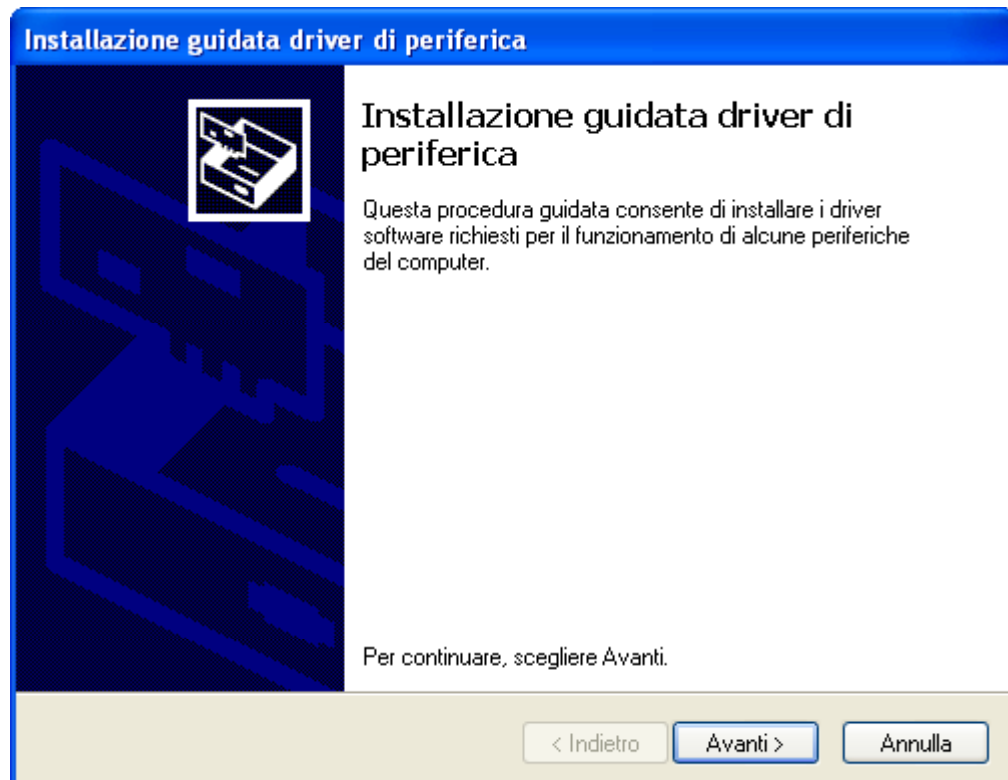 Installazione guidata driver di periferica
Installazione guidata driver di
periferica
Questa procedura guidata consente di installare i driver
software richiesti per il funzionamento di alcune periferiche
del computer.
Per continuare, scegliere Avanti.
< Indietro
Avanti >
Annulla